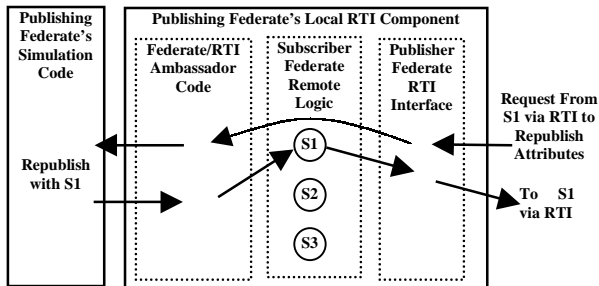 Publishing
Federate's
Simulation
Code
Republish
with S1
Publishing Federate's Local RTI Component
Federate/RTI
Ambassador
Code
Subscriber
Federate
Remote
Logic
Publisher
Federate
RTI
Interface
S1
S2
S3
Request From
S1 via RTI to
Republish
Attributes
To S1
via RTI